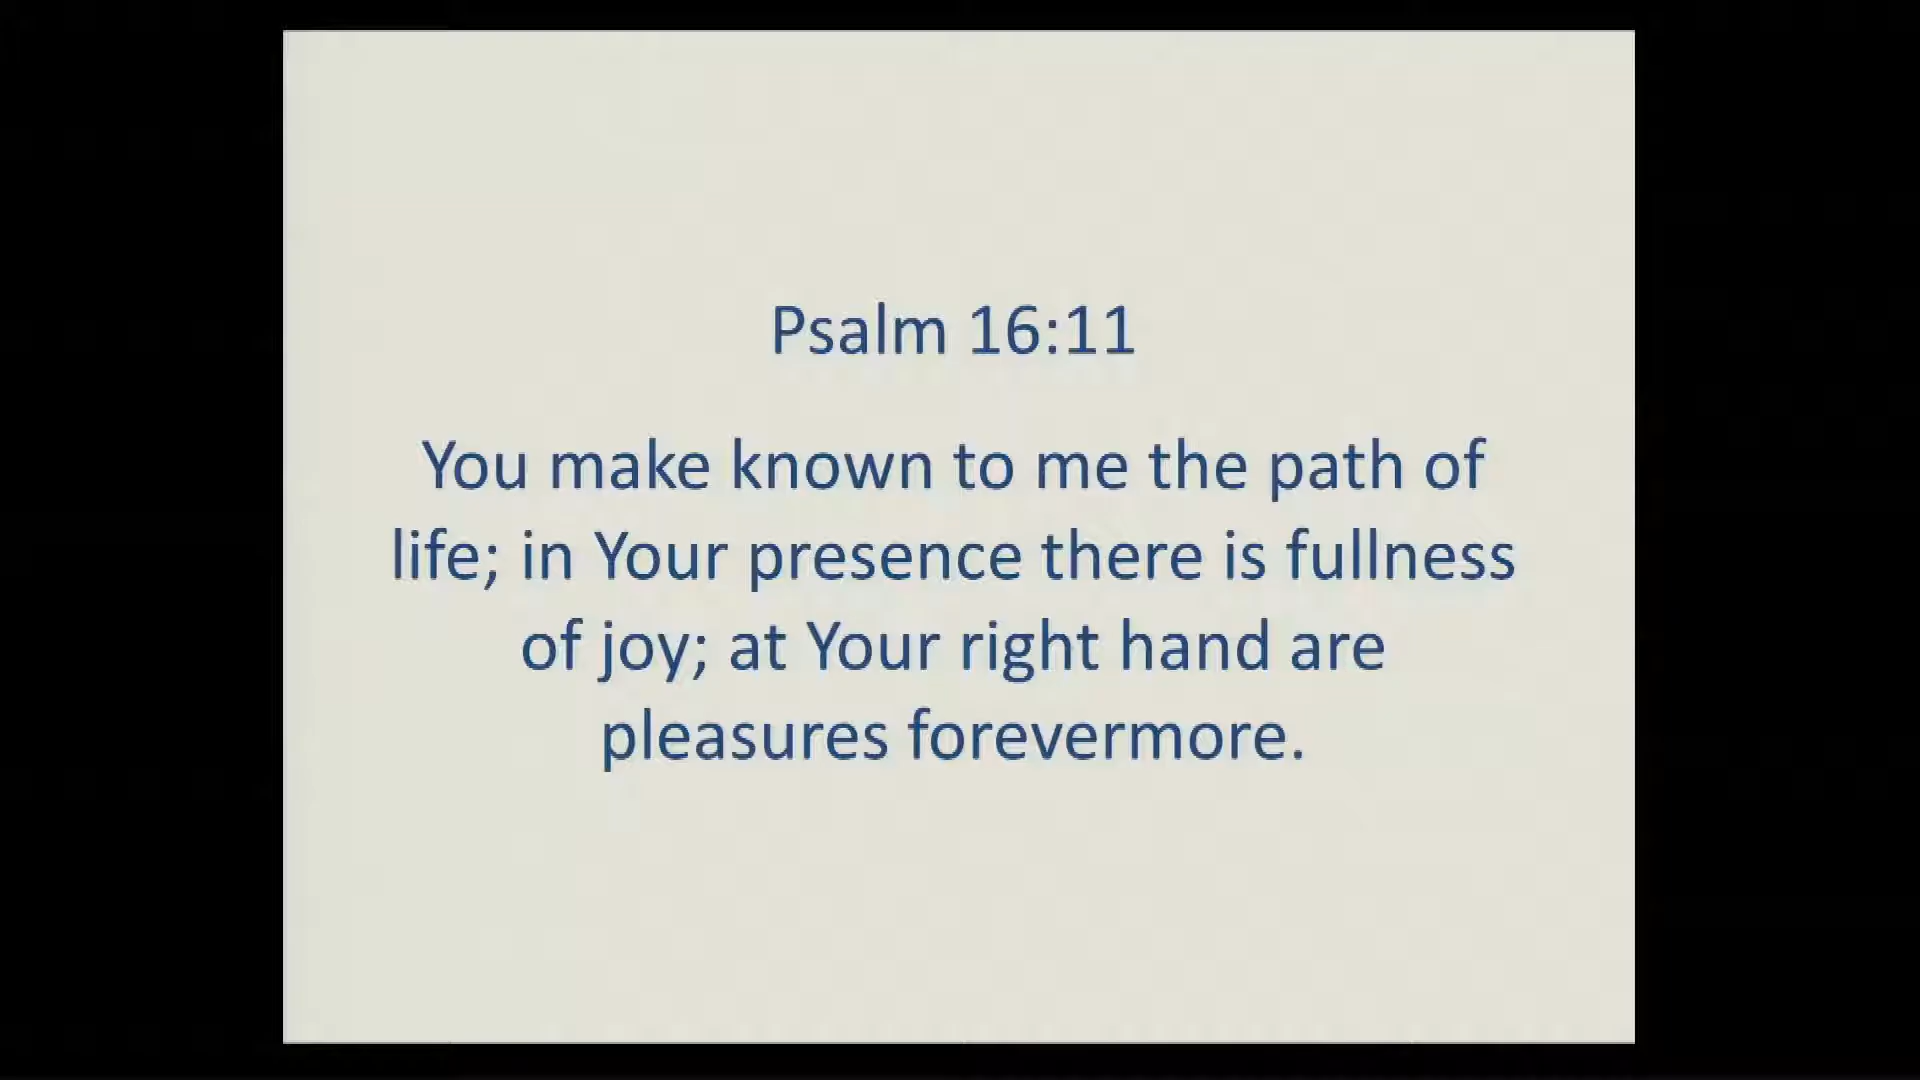 Psalm 16:11
You make known to me the path of
life; in Your presence there is fullness
of joy; at Your right hand are
pleasures forevermore.